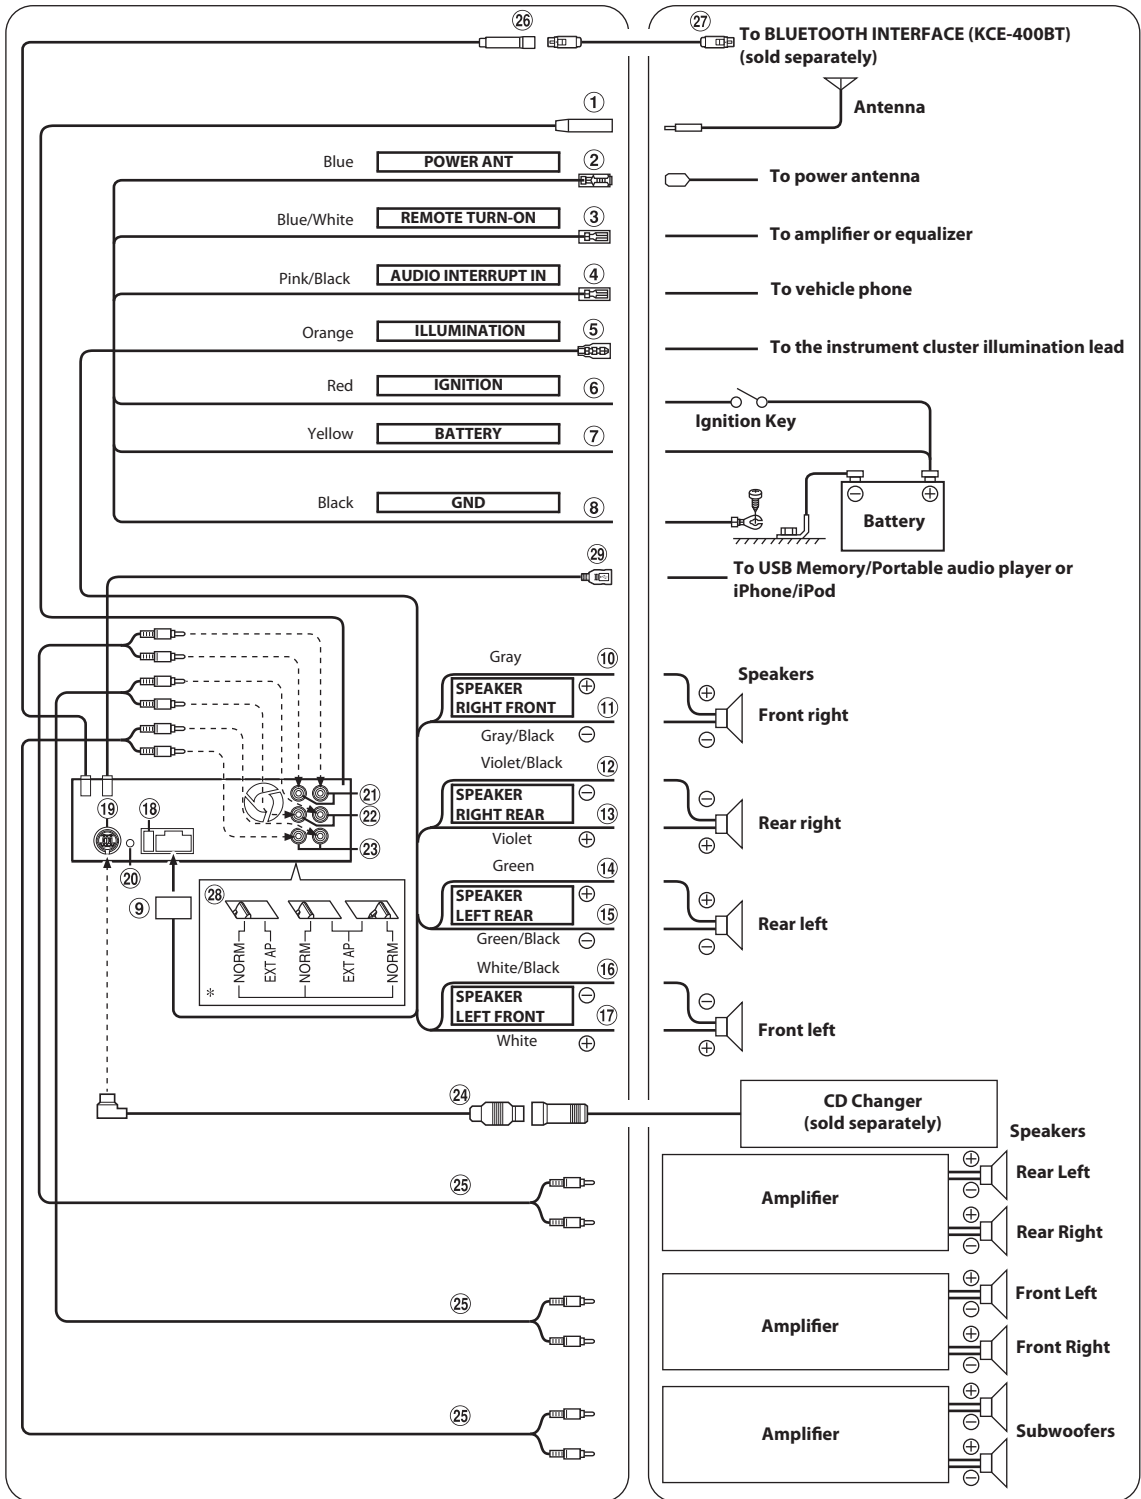 26
27
To BLUETOOTH INTERFACE (KCE-400BT)
(sold separately)
1
Antenna
Blue POWER ANT 2
To power antenna
Blue/White REMOTE TURN-ON 3
To amplifier or equalizer
Pink/Black AUDIO INTERRUPT IN 4
To vehicle phone
Orange ILLUMINATION 5
To the instrument cluster illumination lead
Red IGNITION 6
Ignition Key
Yellow BATTERY 7
Black GND 8
⊖ ⊕
Battery
29
To USB Memory/Portable audio player or
iPhone/iPod
Gray 10
SPEAKER ⊕
RIGHT FRONT 11
Gray/Black ⊖
Speakers
⊕
Front right
⊖
Violet/Black 12
SPEAKER ⊖
RIGHT REAR 13
Violet ⊕
⊖
Rear right
⊕
19
18
20
21
22
23
9
28
NORM
EXT AP
NORM
EXT AP
NORM
*
Green 14
SPEAKER ⊕
LEFT REAR 15
Green/Black ⊖
⊕
Rear left
⊖
White/Black 16
SPEAKER ⊖
LEFT FRONT 17
White ⊕
⊖
Front left
⊕
24
CD Changer
(sold separately)
Speakers
25
Amplifier
⊕
Rear Left
⊖
⊕
Rear Right
⊖
25
Amplifier
⊕
Front Left
⊖
⊕
Front Right
⊖
25
Amplifier
⊕
⊖
Subwoofers
⊕
⊖